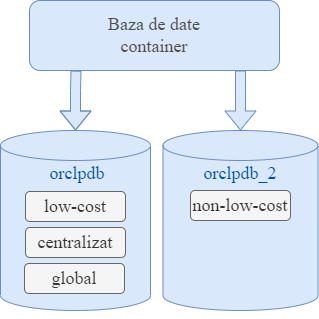 Baza de date
container
orclpdb
low-cost
centralizat
global
orclpdb_2
non-low-cost